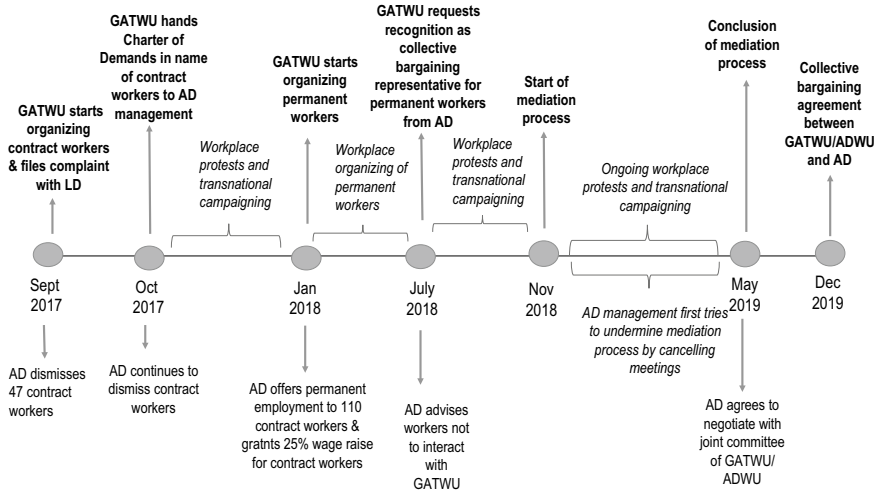 GATWU starts
organizing
contract workers
& files complaint
with LD
GATWU hands
Charter of
Demands in name
of contract
workers to AD
management
Workplace
protests and
transnational
campaigning
GATWU starts
organizing
permanent
workers
Workplace
organizing of
permanent
workers
GATWU requests
recognition as
collective
bargaining
representative for
permanent workers
from AD
Workplace
protests and
transnational
campaigning
Start of
mediation
process
Ongoing workplace
protests and transnational
campaigning
Conclusion
of mediation
process
Collective
bargaining
agreement
between
GATWU/ADWU
and AD
Sept
2017
Oct
2017
Jan
2018
July
2018
Nov
2018
May
2019
Dec
2019
AD management first tries
to undermine mediation
process by cancelling
meetings
AD dismisses
47 contract
workers
AD continues to
dismiss contract
workers
AD offers permanent
employment to 110
contract workers &
gratnts 25% wage raise
for contract workers
AD advises
workers not
to interact
with
GATWU
AD agrees to
negotiate with
joint committee
of GATWU/
ADWU